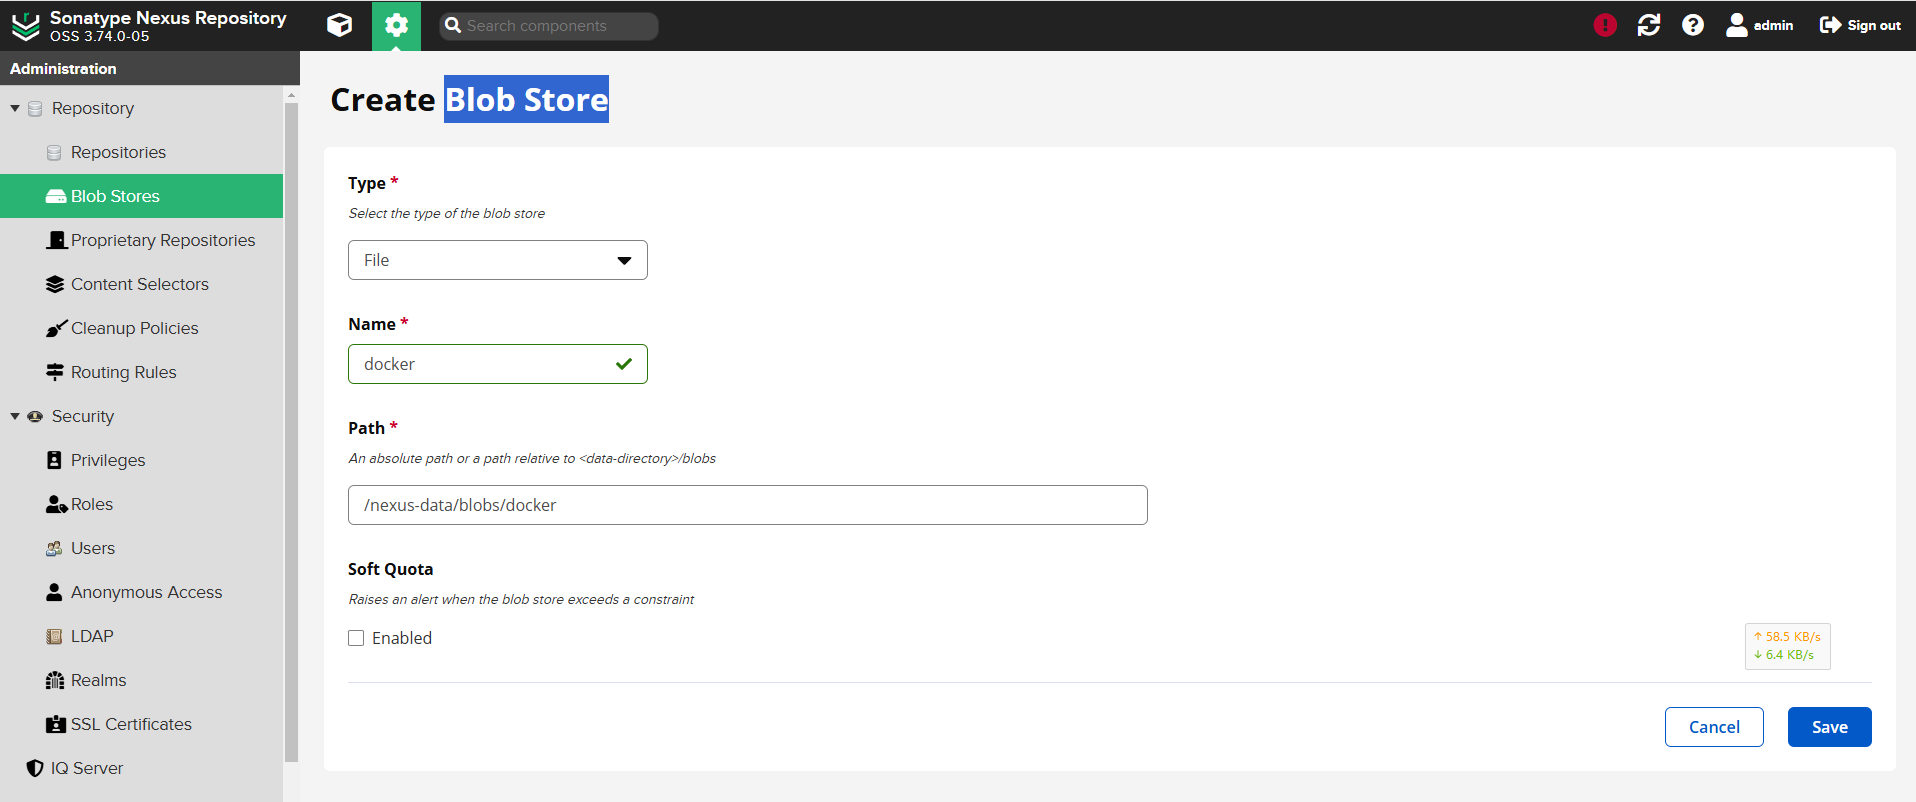 Sonatype Nexus Repository
OSS 3.74.0-05
Search components
admin
Sign out
Administration
Repository
Repositories
Blob Stores
Proprietary Repositories
Content Selectors
Cleanup Policies
Routing Rules
Security
Privileges
Roles
Users
Anonymous Access
LDAP
Realms
SSL Certificates
IQ Server
Create Blob Store
Type *
Select the type of the blob store
File
Name *
docker
Path *
An absolute path or a path relative to <data-directory>/blobs
/nexus-data/blobs/docker
Soft Quota
Raises an alert when the blob store exceeds a constraint
Enabled
↑ 58.5 KB/s
↓ 6.4 KB/s
Cancel
Save